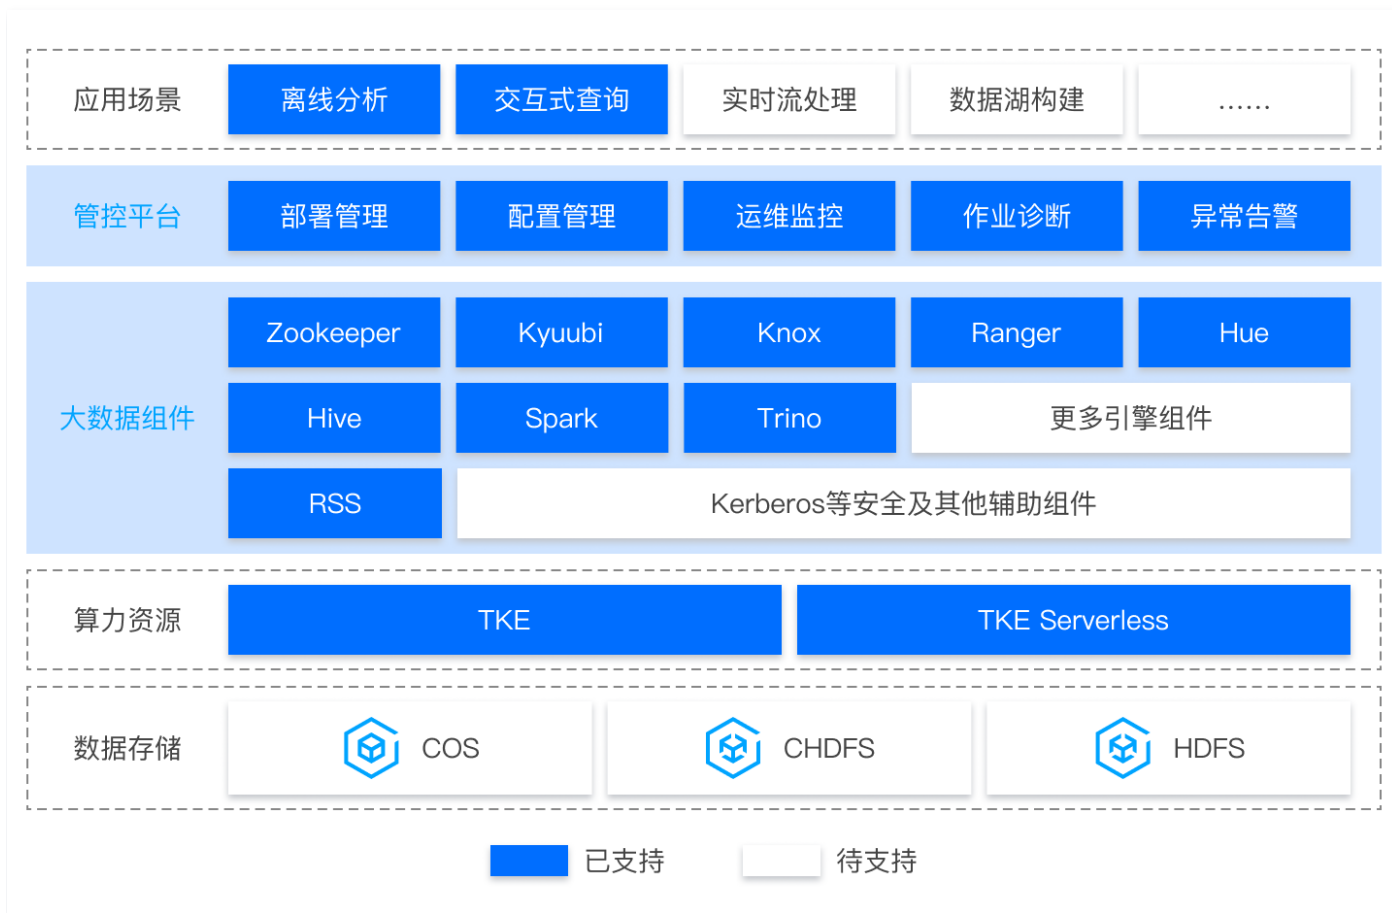 应用场景 离线分析 交互式查询 实时流处理 数据湖构建 ......
管控平台 部署管理 配置管理 运维监控 作业诊断 异常告警
Zookeeper Kyuubi Knox Ranger Hue
大数据组件 Hive Spark Trino 更多引擎组件
RSS Kerberos等安全及其他辅助组件
算力资源 TKE TKE Serverless
数据存储 COS CHDFS HDFS
已支持 待支持